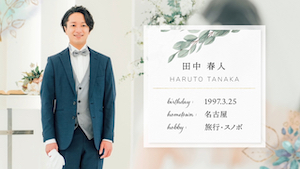 田中 春人
HARUTO TANAKA
birthday : 1997.3.25
hometown : 名古屋
hobby : 旅行・スノボ